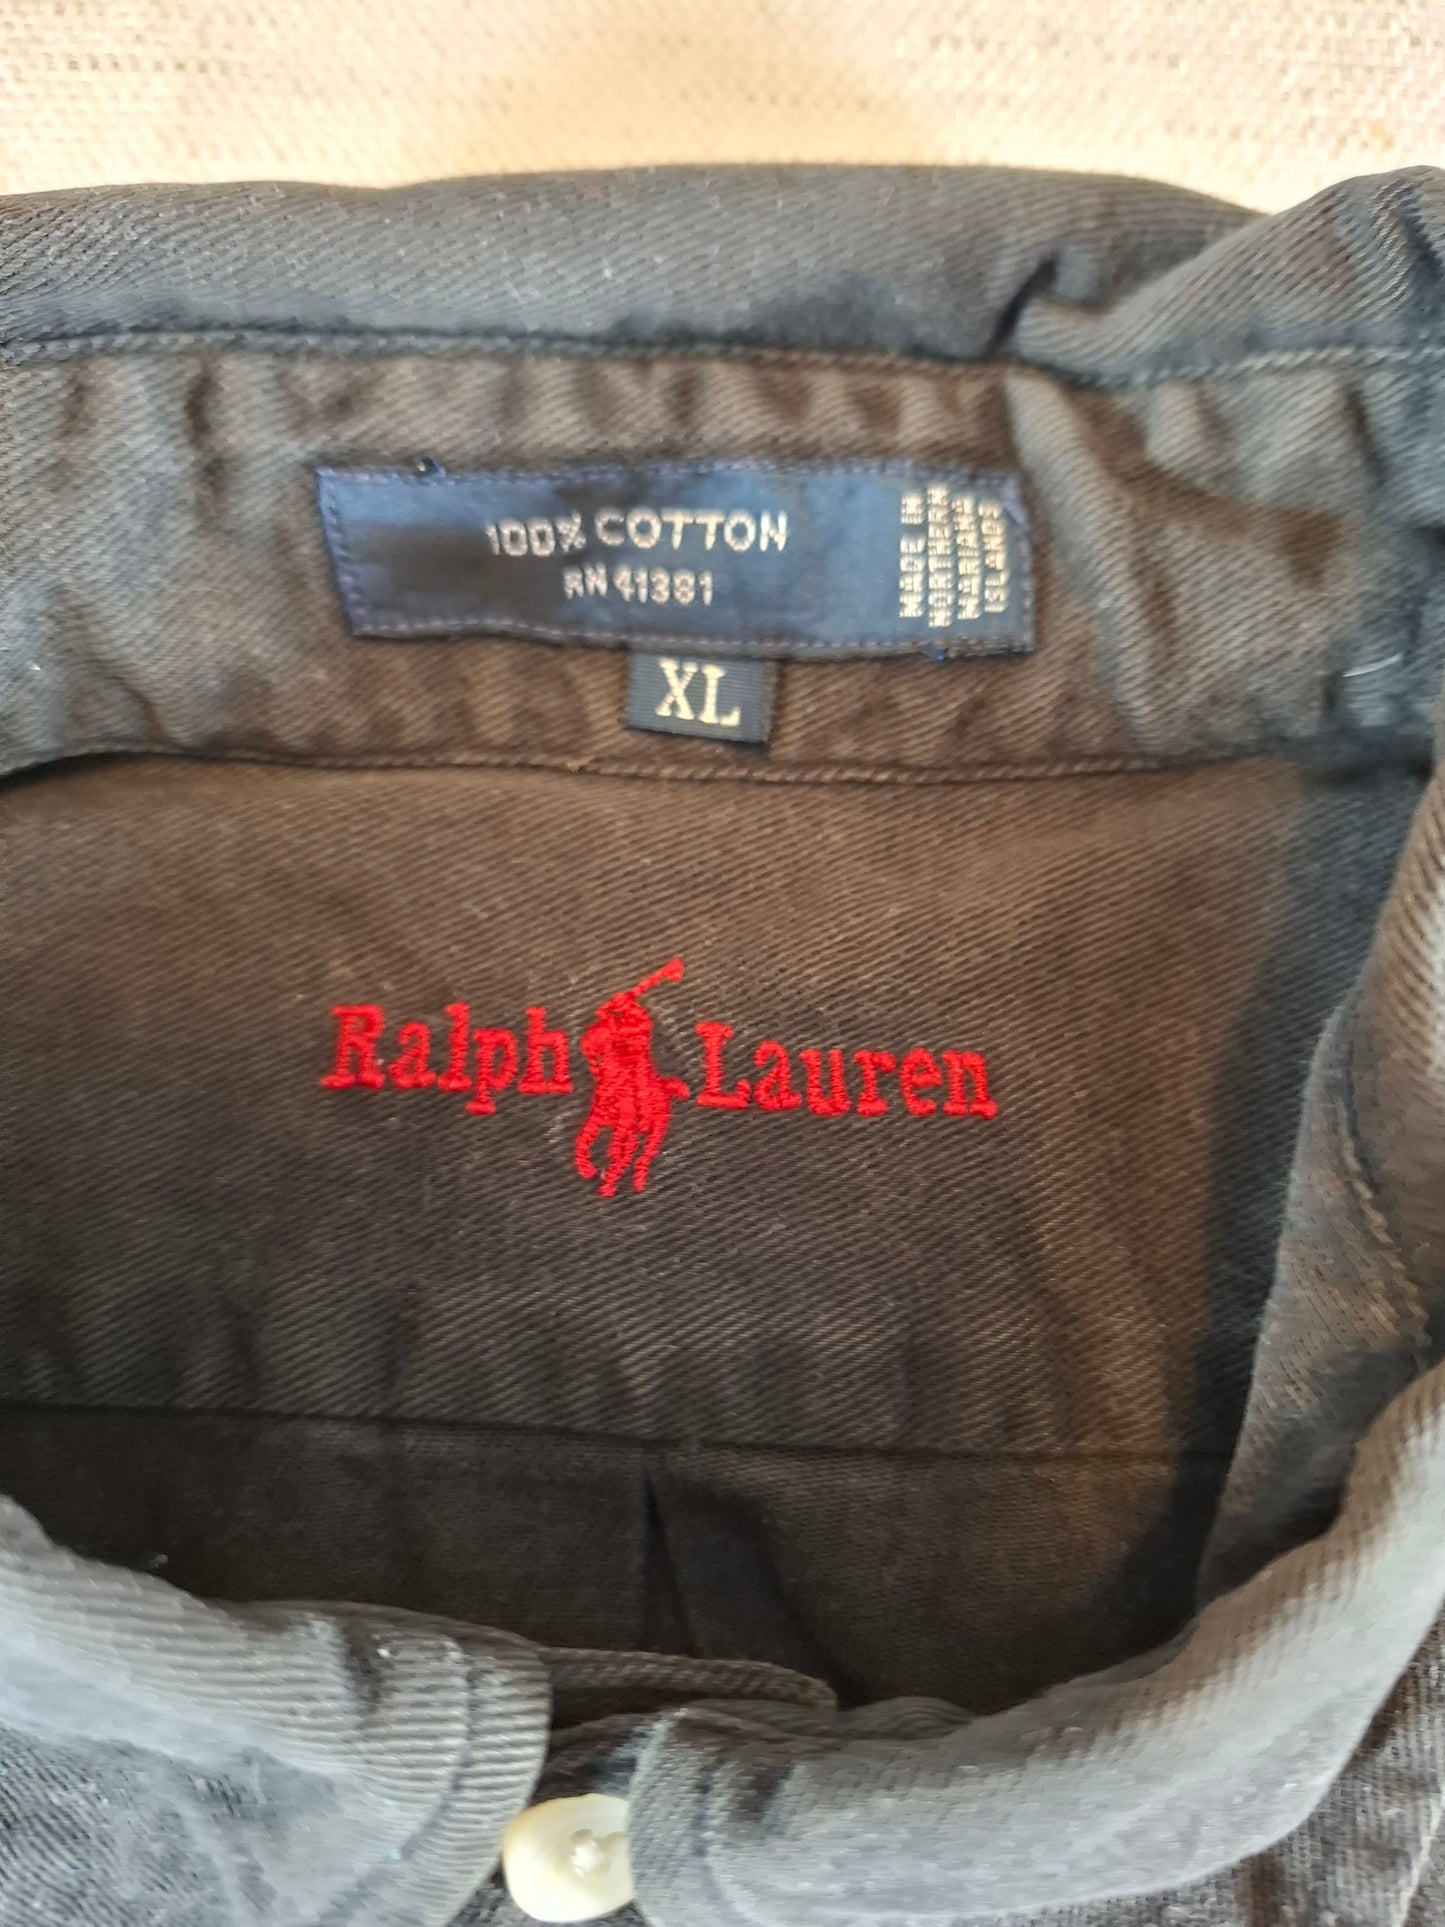 100% COTTON
RN 41381
MADE IN
NORTHERN
MARIANA
ISLANDS
XL
Ralph Lauren